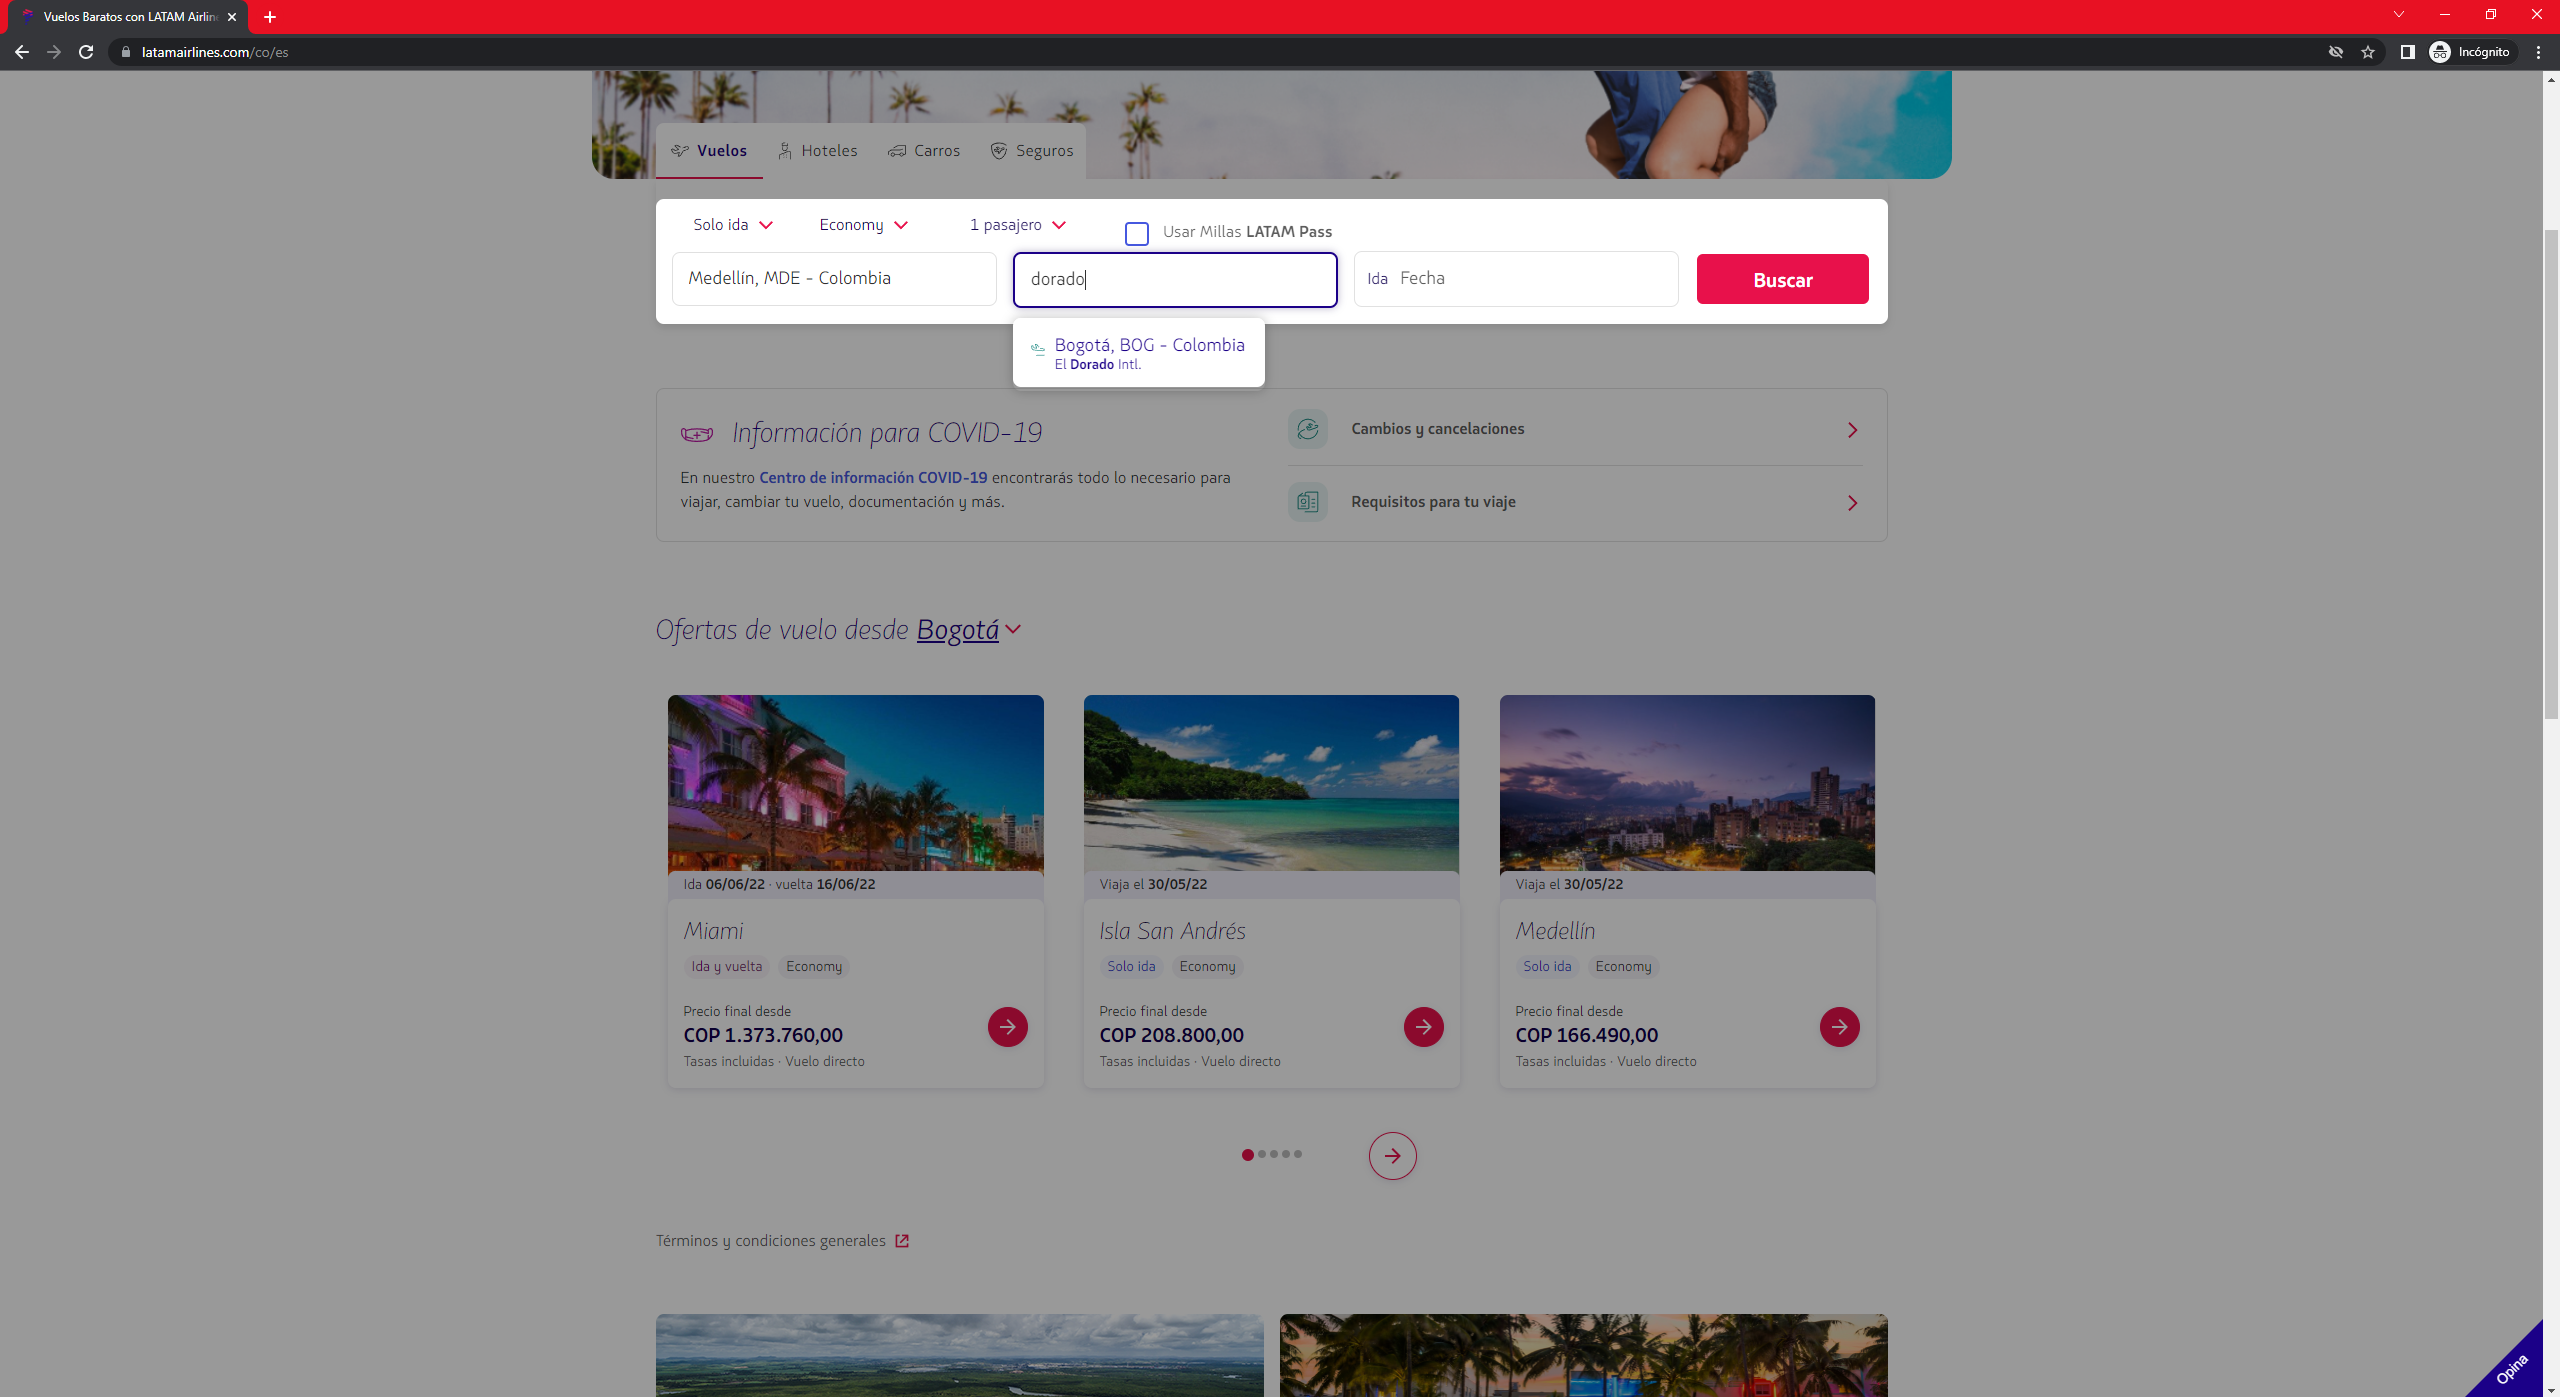 Vuelos Baratos con LATAM Airlin
latamairlines.com/co/es
Incógnito
Vuelos
Hoteles
Carros
Seguros
Solo ida
Economy
1 pasajero
Usar Millas LATAM Pass
Medellín, MDE - Colombia
dorado
Ida Fecha
Buscar
Bogotá, BOG - Colombia
El Dorado Intl.
Información para COVID-19
En nuestro Centro de información COVID-19 encontrarás todo lo necesario para
viajar, cambiar tu vuelo, documentación y más.
Cambios y cancelaciones
Requisitos para tu viaje
Ofertas de vuelo desde Bogotá
Ida 06/06/22 · vuelta 16/06/22
Miami
Ida y vuelta
Economy
Precio final desde
COP 1.373.760,00
Tasas incluidas · Vuelo directo
Viaja el 30/05/22
Isla San Andrés
Solo ida
Economy
Precio final desde
COP 208.800,00
Tasas incluidas · Vuelo directo
Viaja el 30/05/22
Medellín
Solo ida
Economy
Precio final desde
COP 166.490,00
Tasas incluidas · Vuelo directo
Términos y condiciones generales
Opina